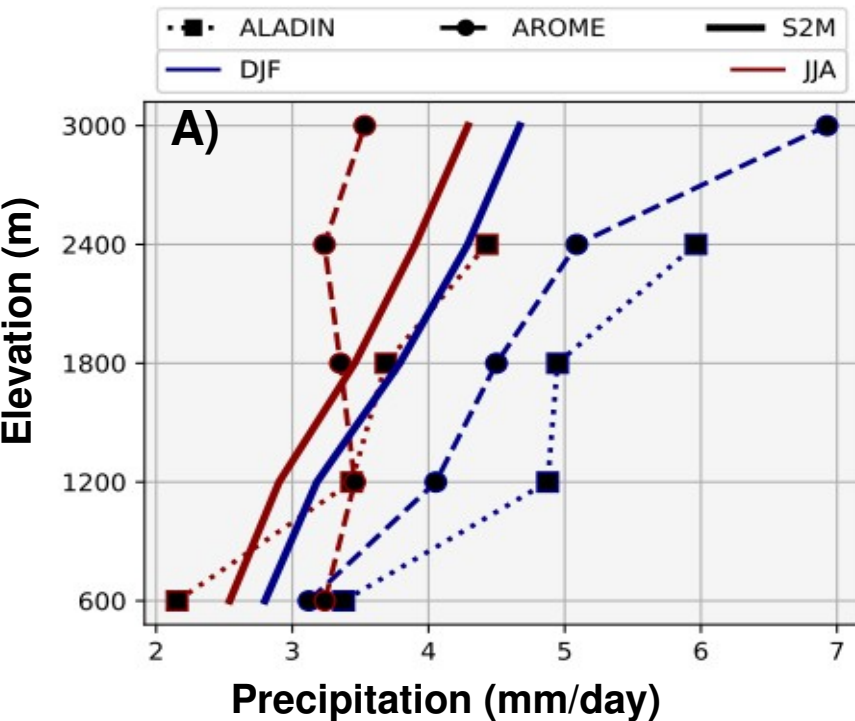 ALADIN AROME S2M
DJF JJA
A)
3000
2400
1800
1200
600
Elevation (m)
2 3 4 5 6 7
Precipitation (mm/day)